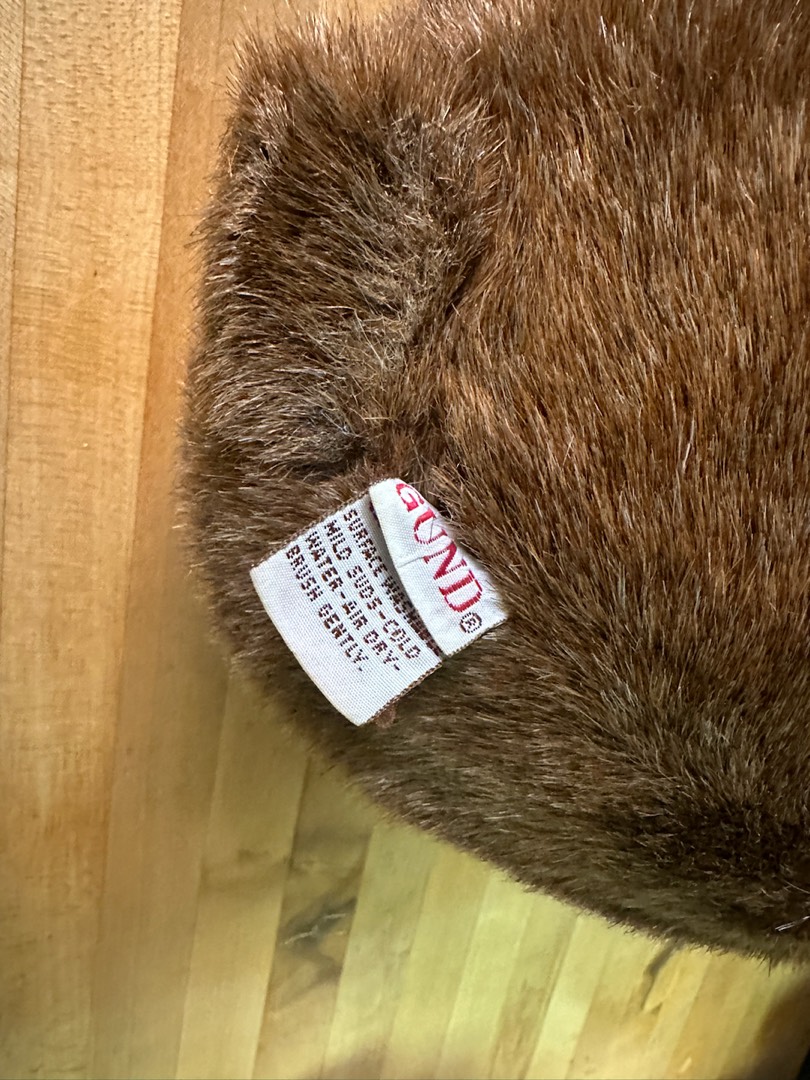 GUND®
SURFACE WASH
MILD SUDS-COLD
WATER-AIR DRY-
BRUSH GENTLY.